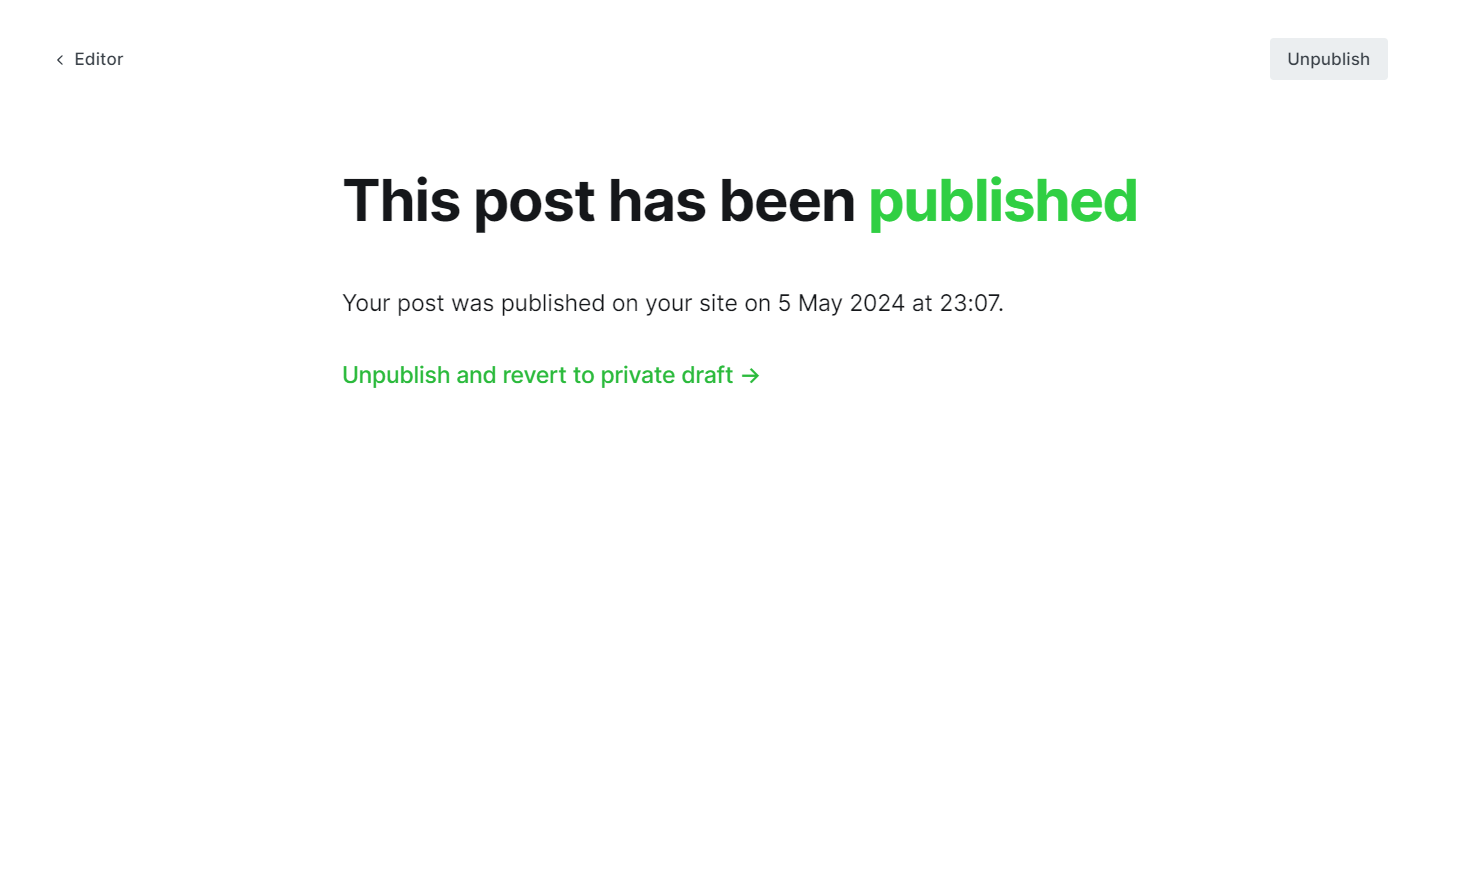 Editor
Unpublish
This post has been published
Your post was published on your site on 5 May 2024 at 23:07.
Unpublish and revert to private draft →